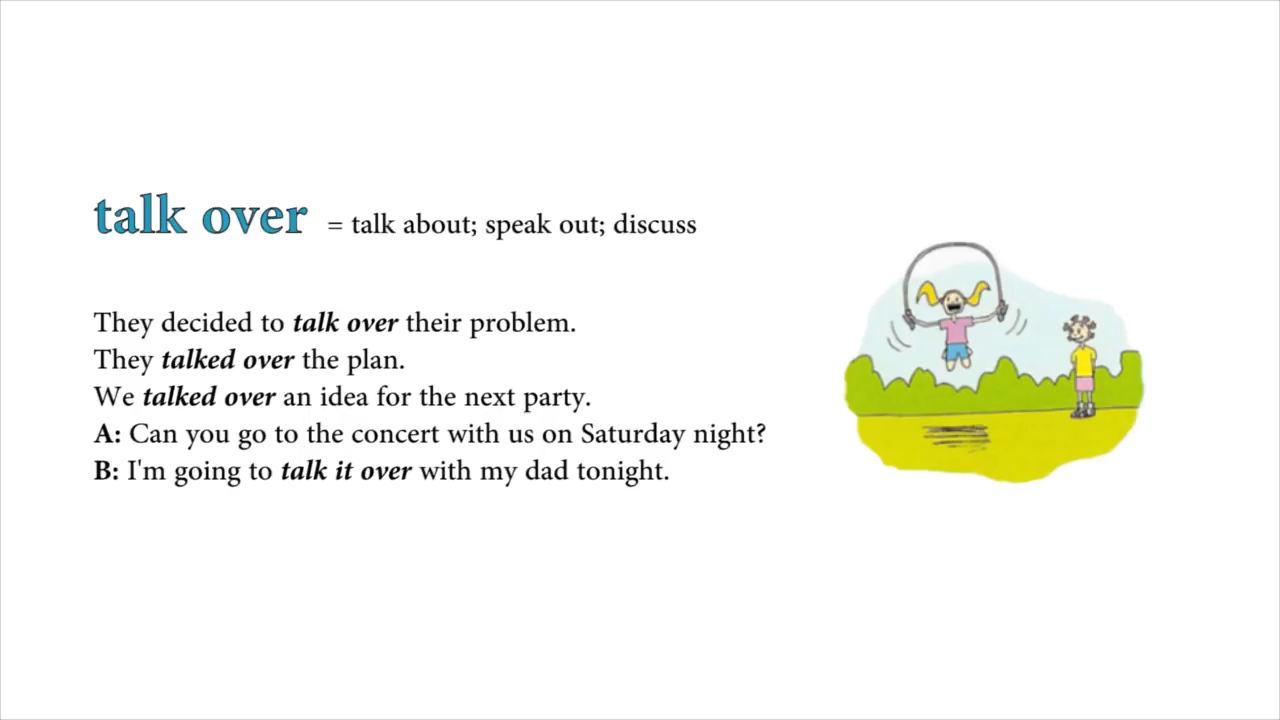 talk over = talk about; speak out; discuss
They decided to talk over their problem.
They talked over the plan.
We talked over an idea for the next party.
A: Can you go to the concert with us on Saturday night?
B: I'm going to talk it over with my dad tonight.